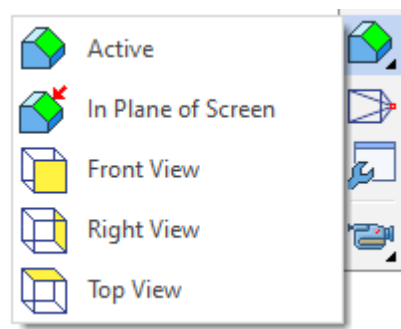 Active
In Plane of Screen
Front View
Right View
Top View